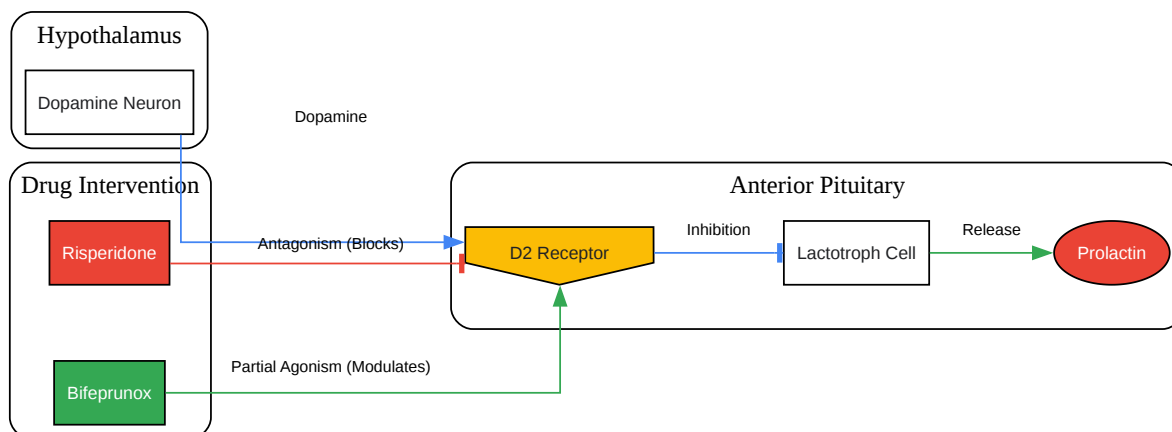 Hypothalamus
Dopamine Neuron
Dopamine
Drug Intervention
Anterior Pituitary
Risperidone
Antagonism (Blocks)
D2 Receptor
Inhibition
Lactotroph Cell
Release
Prolactin
Bifeprunox
Partial Agonism (Modulates)